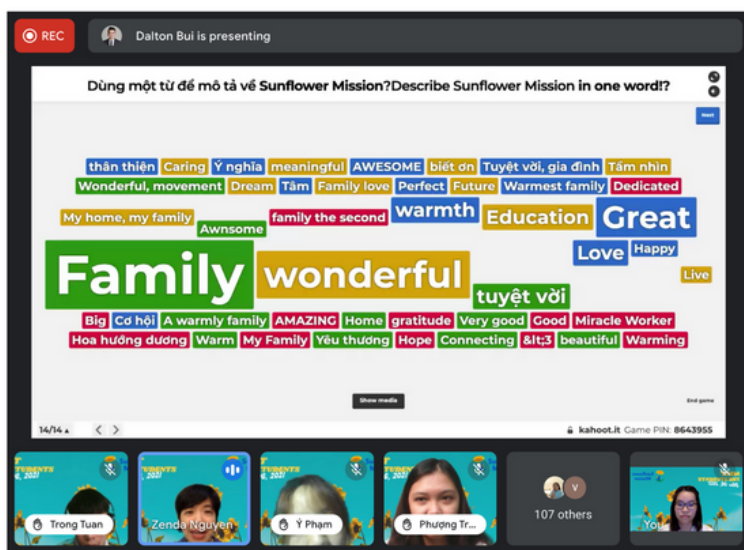 REC
Dalton Bui is presenting
Dùng một từ để mô tả về Sunflower Mission?Describe Sunflower Mission in one word!?
Next
thân thiện Caring Ý nghĩa meaningful AWESOME biết ơn Tuyệt vời, gia đình Tầm nhìn
Wonderful, movement Dream Tâm Family love Perfect Future Warmest family Dedicated
My home, my family Awnsome family the second warmth Education Great
Love Happy
Live
Family wonderful tuyệt vời
Big Cơ hội A warmly family AMAZING Home gratitude Very good Good Miracle Worker
Hoa hướng dương Warm My Family Yêu thương Hope Connecting &lt;3 beautiful Warming
Show media
End game
14/14
kahoot.it Game PIN: 8643955
Trong Tuan
Zenda Nguyen
Ý Phạm
Phượng Tr...
V
107 others
You